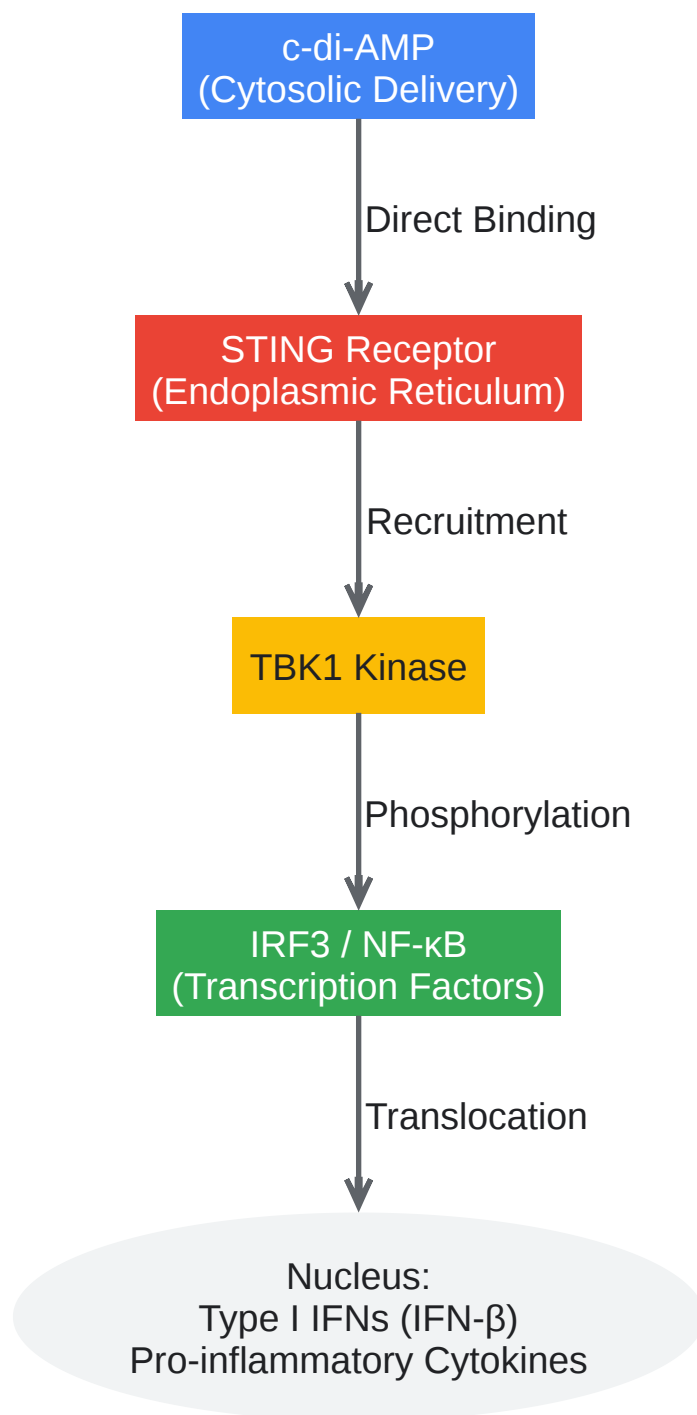 c-di-AMP
(Cytosolic Delivery)
Direct Binding
STING Receptor
(Endoplasmic Reticulum)
Recruitment
TBK1 Kinase
Phosphorylation
IRF3 / NF-κB
(Transcription Factors)
Translocation
Nucleus:
Type I IFNs (IFN-β)
Pro-inflammatory Cytokines